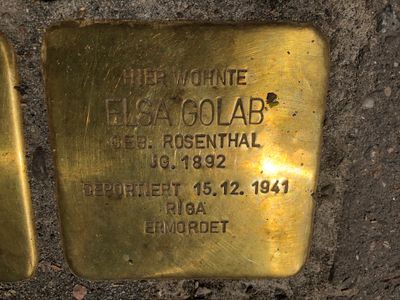 HIER WOHNTE
ELSA GOLAB
GEB. ROSENTHAL
JG. 1892
DEPORTIERT 15.12. 1941
RIGA
ERMORDET